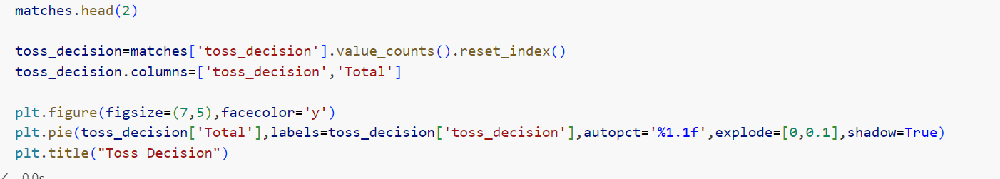 matches.head(2)
toss_decision=matches['toss_decision'].value_counts().reset_index()
toss_decision.columns=['toss_decision','Total']
plt.figure(figsize=(7,5),facecolor='y')
plt.pie(toss_decision['Total'],labels=toss_decision['toss_decision'],autopct='%1.1f',explode=[0,0.1],shadow=True)
plt.title("Toss Decision")
0.0s